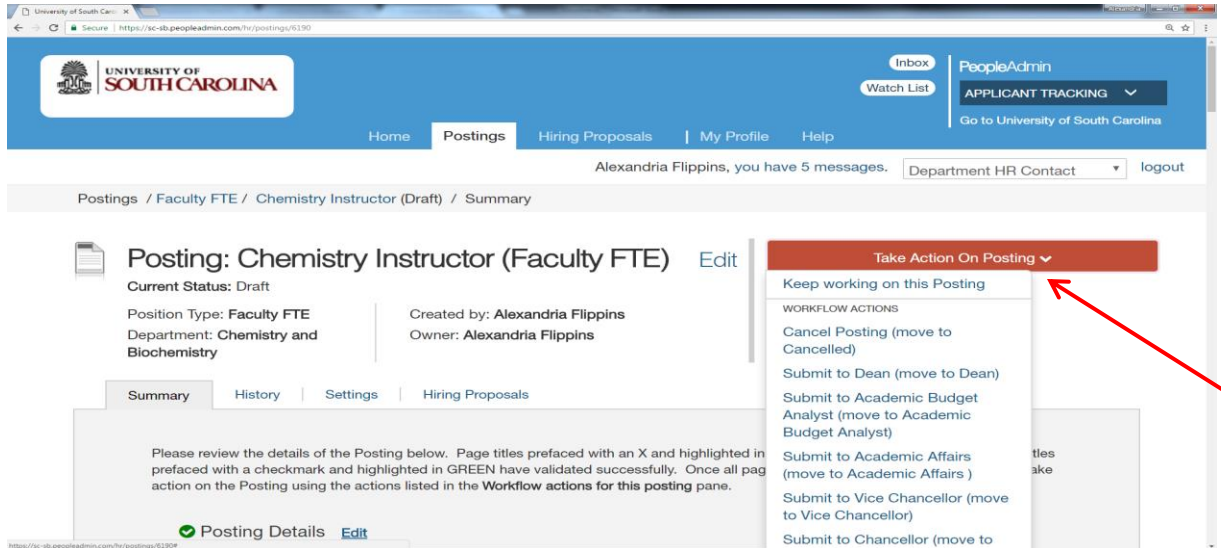 University of South Caro
Secure | https://sc-sb.peopleadmin.com/hr/postings/6190
UNIVERSITY OF
SOUTH CAROLINA
Inbox
Watch List
PeopleAdmin
APPLICANT TRACKING
Go to University of South Carolina
Home Postings Hiring Proposals | My Profile Help
Alexandria Flippins, you have 5 messages. Department HR Contact logout
Postings / Faculty FTE / Chemistry Instructor (Draft) / Summary
Posting: Chemistry Instructor (Faculty FTE) Edit
Current Status: Draft
Position Type: Faculty FTE
Department: Chemistry and
Biochemistry
Created by: Alexandria Flippins
Owner: Alexandria Flippins
Take Action On Posting
Keep working on this Posting
WORKFLOW ACTIONS
Cancel Posting (move to
Cancelled)
Submit to Dean (move to Dean)
Submit to Academic Budget
Analyst (move to Academic
Budget Analyst)
Submit to Academic Affairs
(move to Academic Affairs )
Submit to Vice Chancellor (move
to Vice Chancellor)
Submit to Chancellor (move to
Summary History Settings Hiring Proposals
Please review the details of the Posting below. Page titles prefaced with an X and highlighted in tles
prefaced with a checkmark and highlighted in GREEN have validated successfully. Once all pag ake
action on the Posting using the actions listed in the Workflow actions for this posting pane.
Posting Details Edit
https://sc-sb.peopleadmin.com/hr/postings/6190#